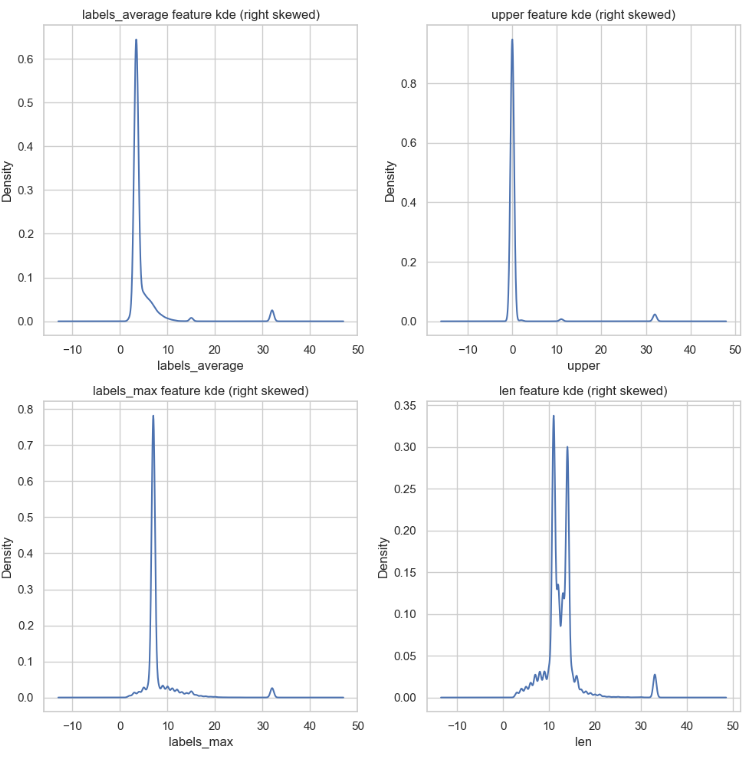 labels_average feature kde (right skewed)
0.6
0.5
0.4
0.3
0.2
0.1
0.0
Density
−10 0 10 20 30 40 50
labels_average
upper feature kde (right skewed)
0.8
0.6
0.4
0.2
0.0
Density
−10 0 10 20 30 40 50
upper
labels_max feature kde (right skewed)
0.8
0.7
0.6
0.5
0.4
0.3
0.2
0.1
0.0
Density
−10 0 10 20 30 40 50
labels_max
len feature kde (right skewed)
0.35
0.30
0.25
0.20
0.15
0.10
0.05
0.00
Density
−10 0 10 20 30 40 50
len